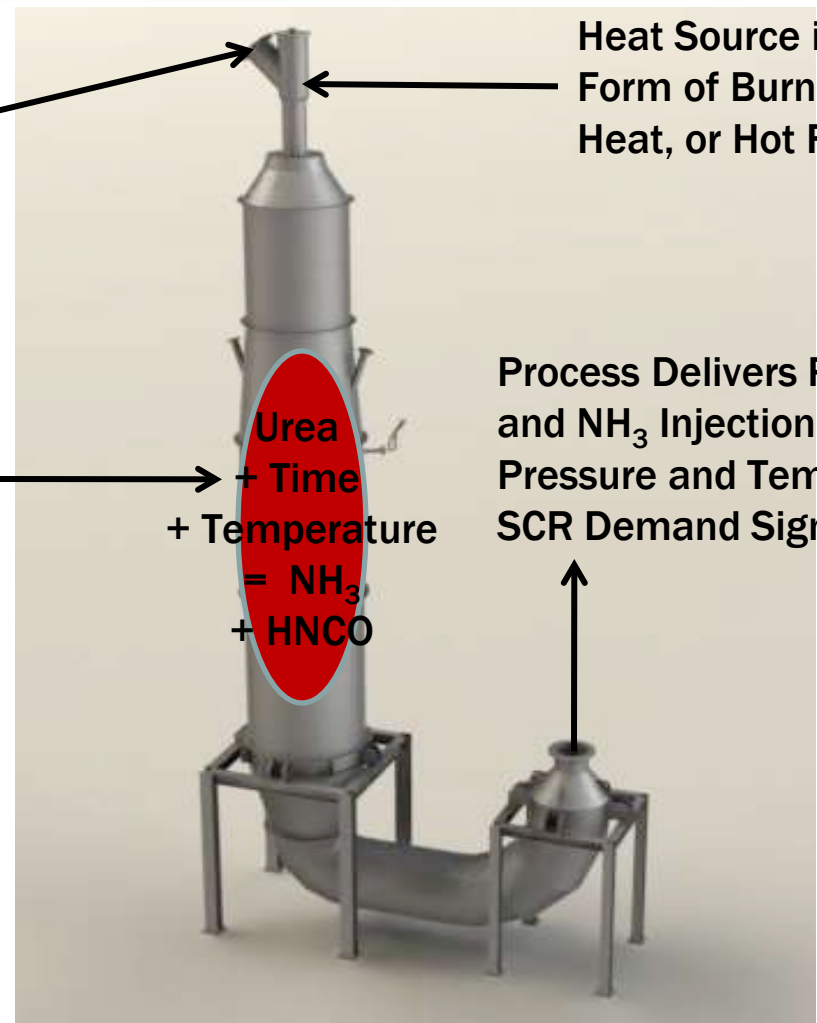 Heat Source i
Form of Burn
Heat, or Hot
Process Delivers
and NH₃ Injection
Pressure and Tem
SCR Demand Sign
Urea
+ Time
+ Temperature
= NH₃
+ HNCO